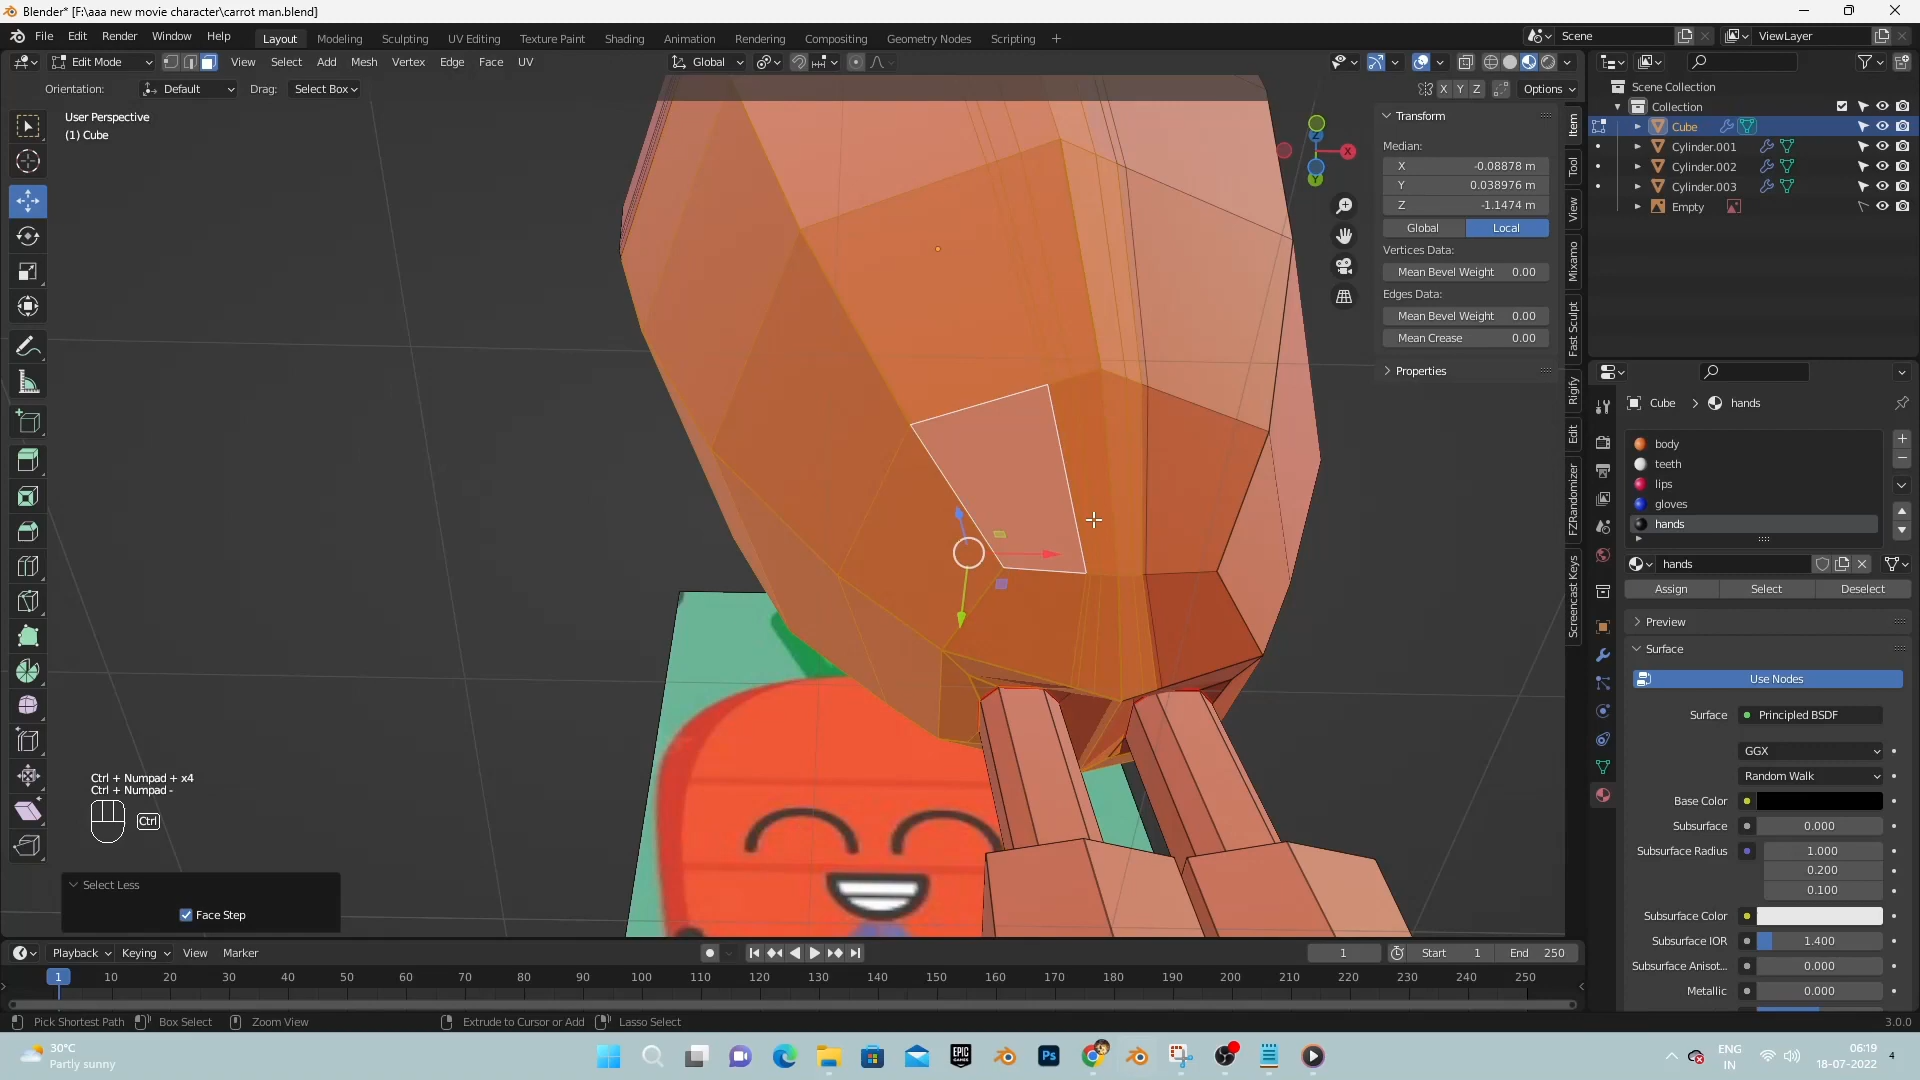 Blender* [F:\aaa new movie character\carrot man.blend]
File Edit Render Window Help
Layout Modeling Sculpting UV Editing Texture Paint Shading Animation Rendering Compositing Geometry Nodes Scripting +
Scene
ViewLayer
Edit Mode
View Select Add Mesh Vertex Edge Face UV
Global
Orientation: Default Drag: Select Box
X Y Z Options
User Perspective
(1) Cube
Transform
Median:
X -0.08878 m
Y 0.038976 m
Z -1.1474 m
Global Local
Vertices Data:
Mean Bevel Weight 0.00
Edges Data:
Mean Bevel Weight 0.00
Mean Crease 0.00
Properties
Item
Tool
View
Mixamo
Fast Sculpt
Rigify
Edit
FZRandomizer
Screencast Keys
Scene Collection
Collection
Cube
Cylinder.001
Cylinder.002
Cylinder.003
Empty
Cube > hands
body
teeth
lips
gloves
hands
hands
Assign Select Deselect
Preview
Surface
Use Nodes
Surface Principled BSDF
GGX
Random Walk
Base Color
Subsurface 0.000
Subsurface Radius 1.000
0.200
0.100
Subsurface Color
Subsurface IOR 1.400
Subsurface Anisot... 0.000
Metallic 0.000
Ctrl + Numpad + x4
Ctrl + Numpad -
Ctrl
Select Less
Face Step
Playback Keying View Marker
1 Start 1 End 250
1 10 20 30 40 50 60 70 80 90 100 110 120 130 140 150 160 170 180 190 200 210 220 230 240 250
Pick Shortest Path Box Select Zoom View Extrude to Cursor or Add Lasso Select
3.0.0
30°C
Partly sunny
EPIC
GAMES
Ps
ENG
IN
06:19
18-07-2022
4